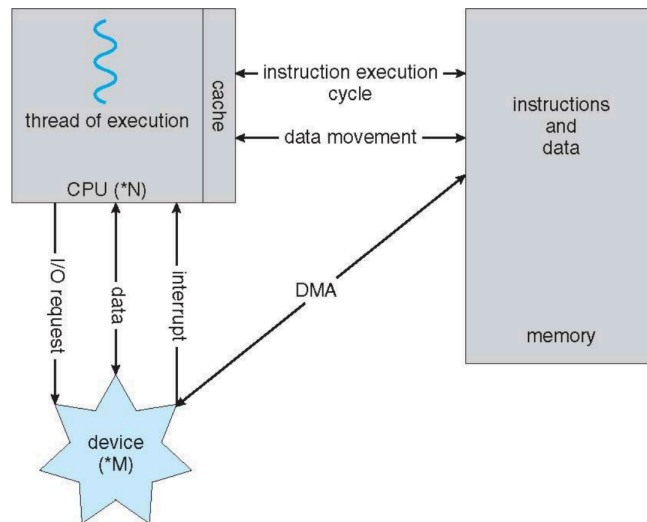 thread of execution
cache
CPU (*N)
instruction execution
cycle
data movement
instructions
and
data
memory
I/O request
data
interrupt
DMA
device
(*M)